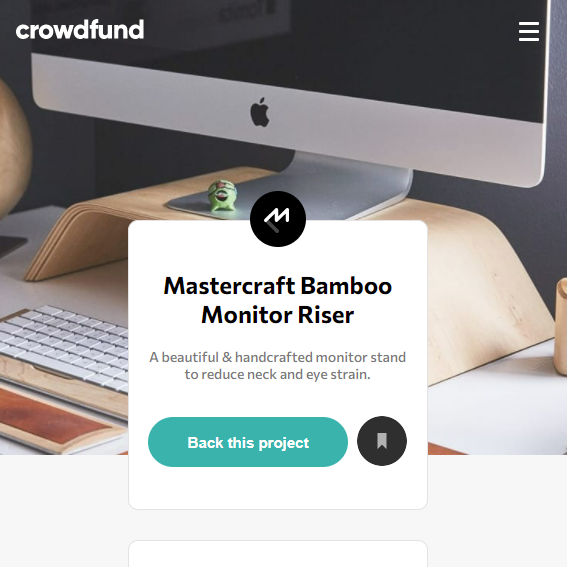 crowdfund
Mastercraft Bamboo
Monitor Riser
A beautiful & handcrafted monitor stand
to reduce neck and eye strain.
Back this project